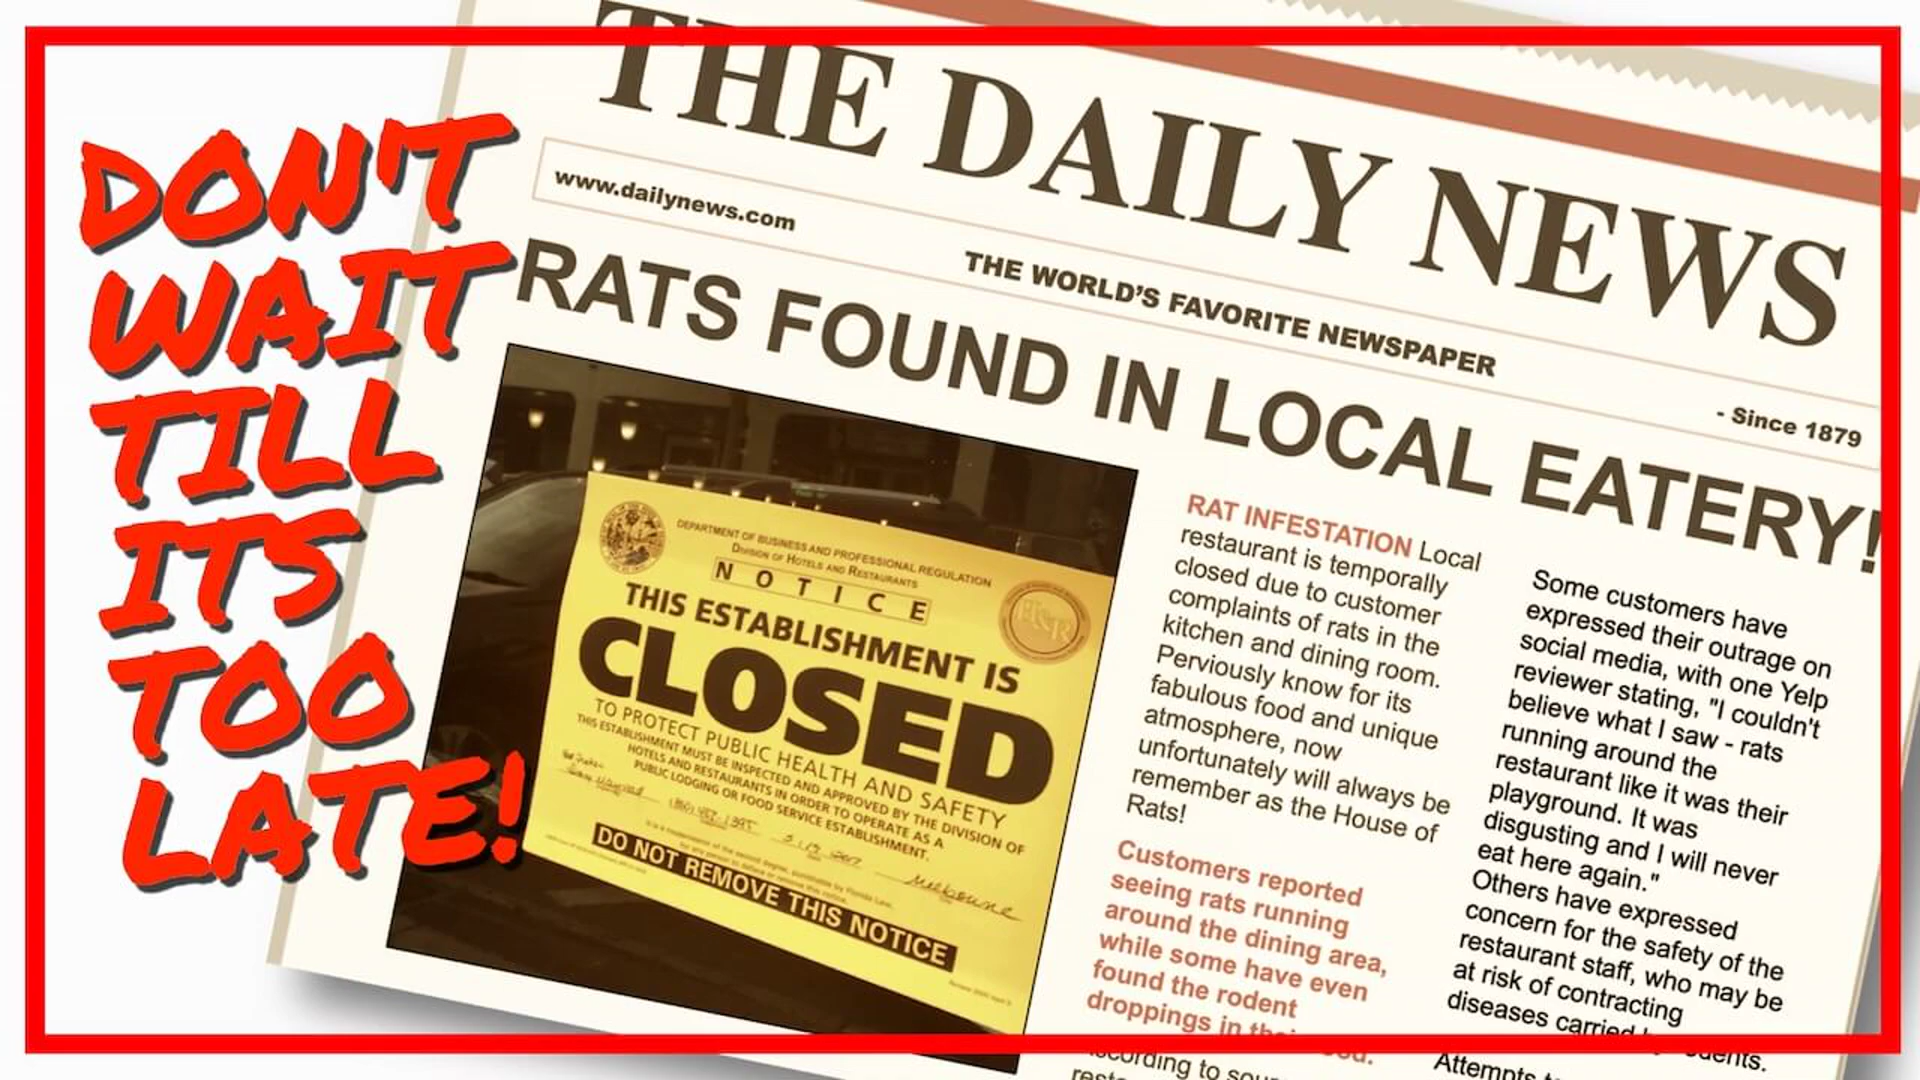 DON'T
WAIT
TILL
ITS
TOO
LATE!
THE DAILY NEWS
www.dailynews.com
THE WORLD'S FAVORITE NEWSPAPER
- Since 1879
RATS FOUND IN LOCAL EATERY!
DEPARTMENT OF BUSINESS AND PROFESSIONAL REGULATION
DIVISION OF HOTELS AND RESTAURANTS
NOTICE
THIS ESTABLISHMENT IS
CLOSED
TO PROTECT PUBLIC HEALTH AND SAFETY
THIS ESTABLISHMENT MUST BE INSPECTED AND APPROVED BY THE DIVISION OF
HOTELS AND RESTAURANTS IN ORDER TO OPERATE AS A
PUBLIC LODGING OR FOOD SERVICE ESTABLISHMENT.
Melbourne
DO NOT REMOVE THIS NOTICE
RAT INFESTATION Local
restaurant is temporally
closed due to customer
complaints of rats in the
kitchen and dining room.
Perviously know for its
fabulous food and unique
atmosphere, now
unfortunately will always be
remember as the House of
Rats!
Customers reported
seeing rats running
around the dining area,
while some have even
found the rodent
droppings in
Some customers have
expressed their outrage on
social media, with one Yelp
reviewer stating, "I couldn't
believe what I saw - rats
running around the
restaurant like it was their
playground. It was
disgusting and I will never
eat here again."
Others have expressed
concern for the safety of the
restaurant staff, who may be
at risk of contracting
diseases carried
Attempts